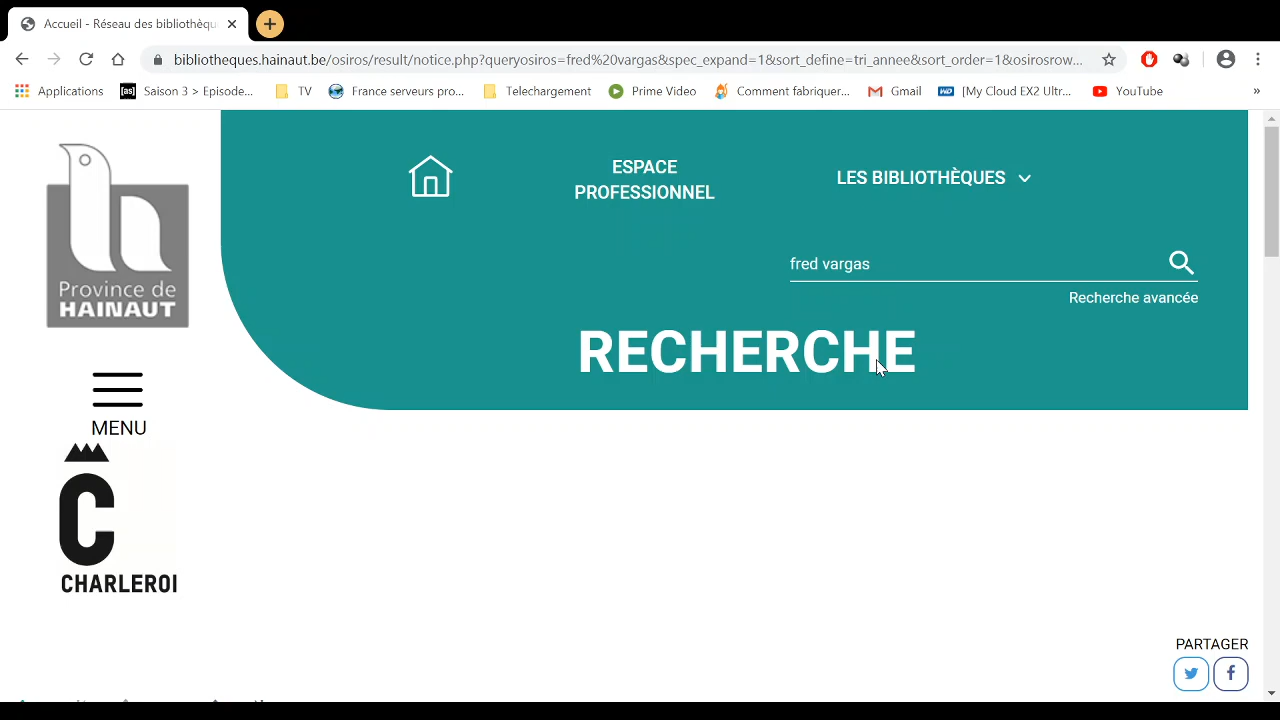 Accueil - Réseau des bibliothèqu
bibliotheques.hainaut.be/osiros/result/notice.php?queryosiros=fred%20vargas&spec_expand=1&sort_define=tri_annee&sort_order=1&osirosrow...
Applications
[as] Saison 3 > Episode...
TV
France serveurs pro...
Telechargement
Prime Video
Comment fabriquer...
Gmail
WD [My Cloud EX2 Ultr...
YouTube
»
ESPACE
PROFESSIONNEL
LES BIBLIOTHÈQUES
fred vargas
Recherche avancée
RECHERCHE
Province de
HAINAUT
MENU
C
CHARLEROI
PARTAGER